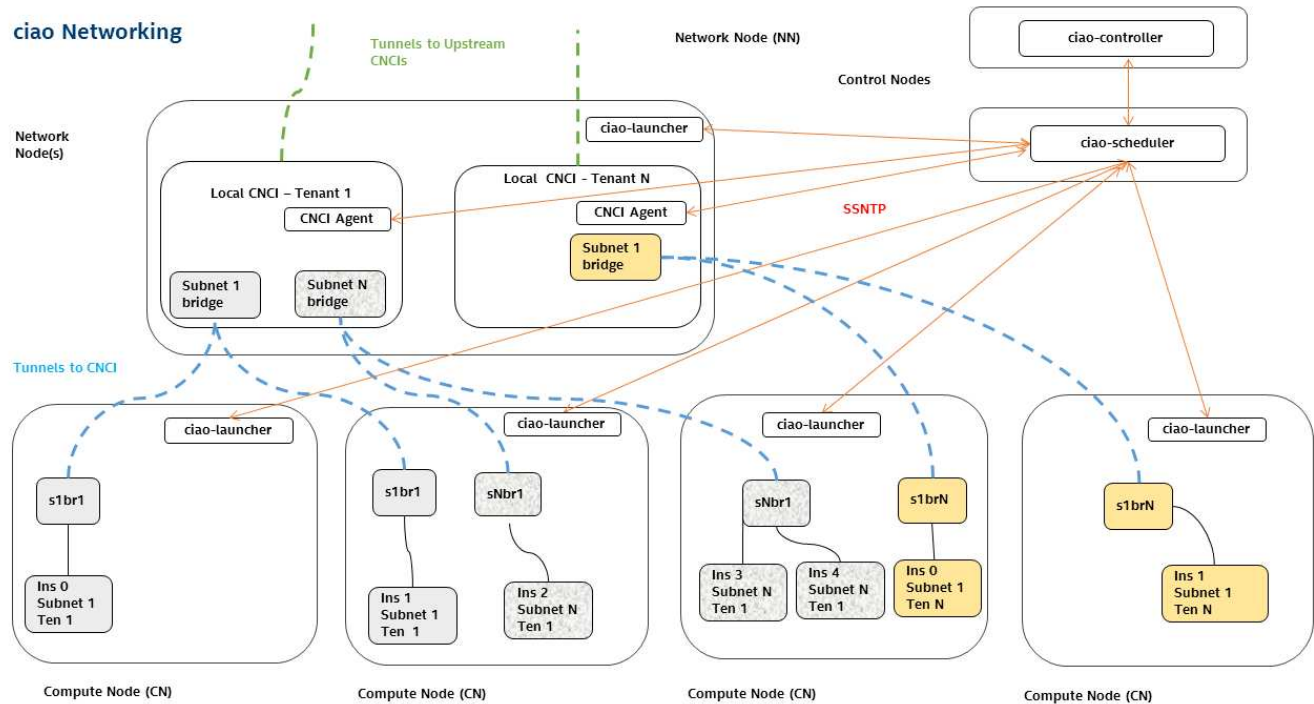 ciao Networking
Tunnels to Upstream
CNCIs
Network Node (NN)
ciao-controller
Control Nodes
Network
Node(s)
ciao-launcher
ciao-scheduler
Local CNCI – Tenant 1
CNCI Agent
Subnet 1
bridge
Subnet N
bridge
Local CNCI - Tenant N
CNCI Agent
Subnet 1
bridge
SSNTP
Tunnels to CNCI
ciao-launcher
s1br1
Ins 0
Subnet 1
Ten 1
Compute Node (CN)
ciao-launcher
s1br1
sNbr1
Ins 1
Subnet 1
Ten 1
Ins 2
Subnet N
Ten 1
Compute Node (CN)
ciao-launcher
sNbr1
s1brN
Ins 3
Subnet N
Ten 1
Ins 4
Subnet N
Ten 1
Ins 0
Subnet 1
Ten N
Compute Node (CN)
ciao-launcher
s1brN
Ins 1
Subnet 1
Ten N
Compute Node (CN)